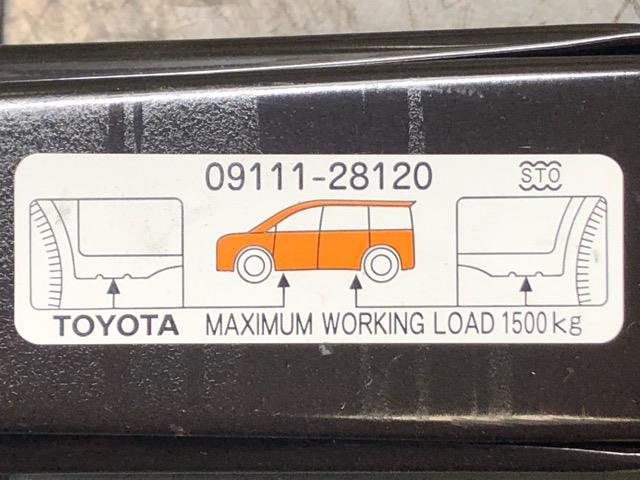 09111-28120
STO
TOYOTA MAXIMUM WORKING LOAD 1500kg